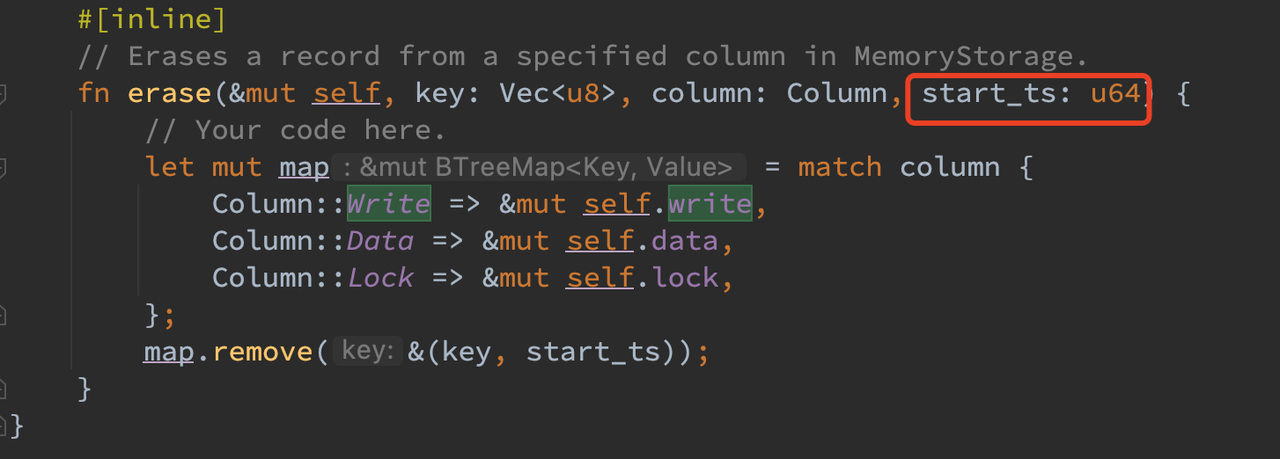 #[inline]
// Erases a record from a specified column in MemoryStorage.
fn erase(&mut self, key: Vec<u8>, column: Column, start_ts: u64) {
// Your code here.
let mut map : &mut BTreeMap<Key, Value> = match column {
Column::Write => &mut self.write,
Column::Data => &mut self.data,
Column::Lock => &mut self.lock,
};
map.remove( key: &(key, start_ts));
}
}